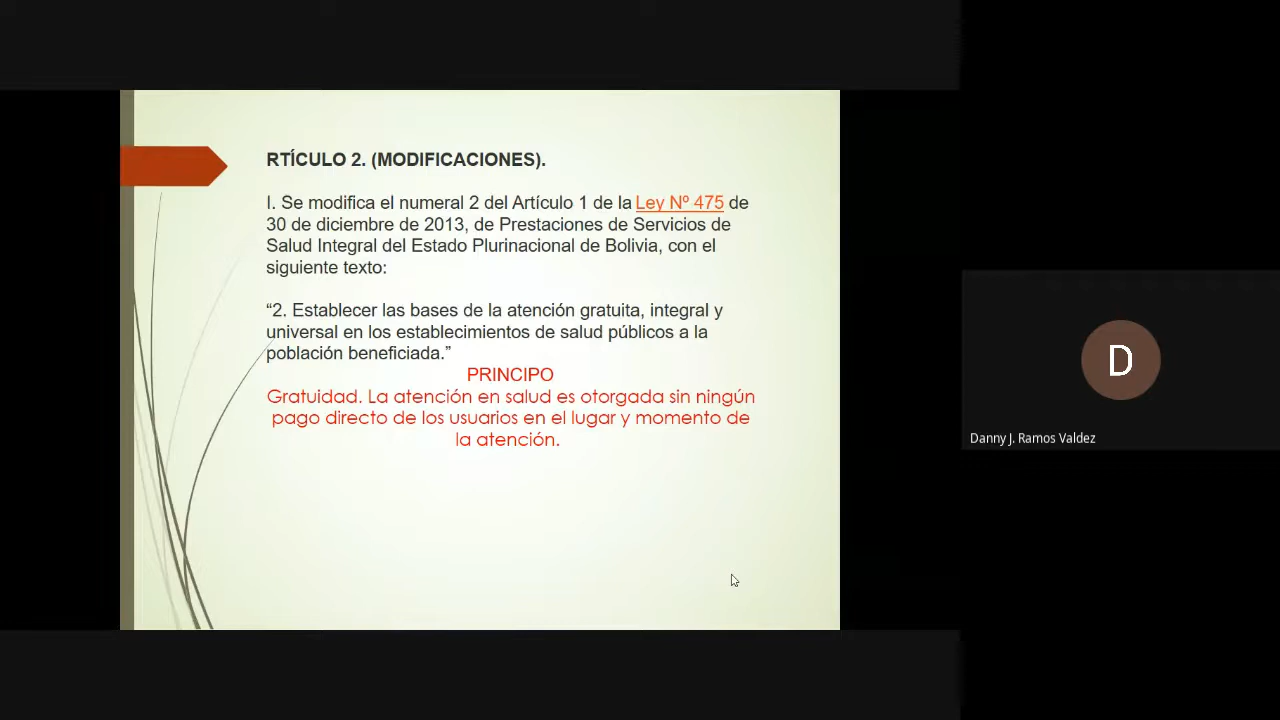 RTÍCULO 2. (MODIFICACIONES).
I. Se modifica el numeral 2 del Artículo 1 de la Ley Nº 475 de
30 de diciembre de 2013, de Prestaciones de Servicios de
Salud Integral del Estado Plurinacional de Bolivia, con el
siguiente texto:
“2. Establecer las bases de la atención gratuita, integral y
universal en los establecimientos de salud públicos a la
población beneficiada.”
PRINCIPO
Gratuidad. La atención en salud es otorgada sin ningún
pago directo de los usuarios en el lugar y momento de
la atención.
D
Danny J. Ramos Valdez